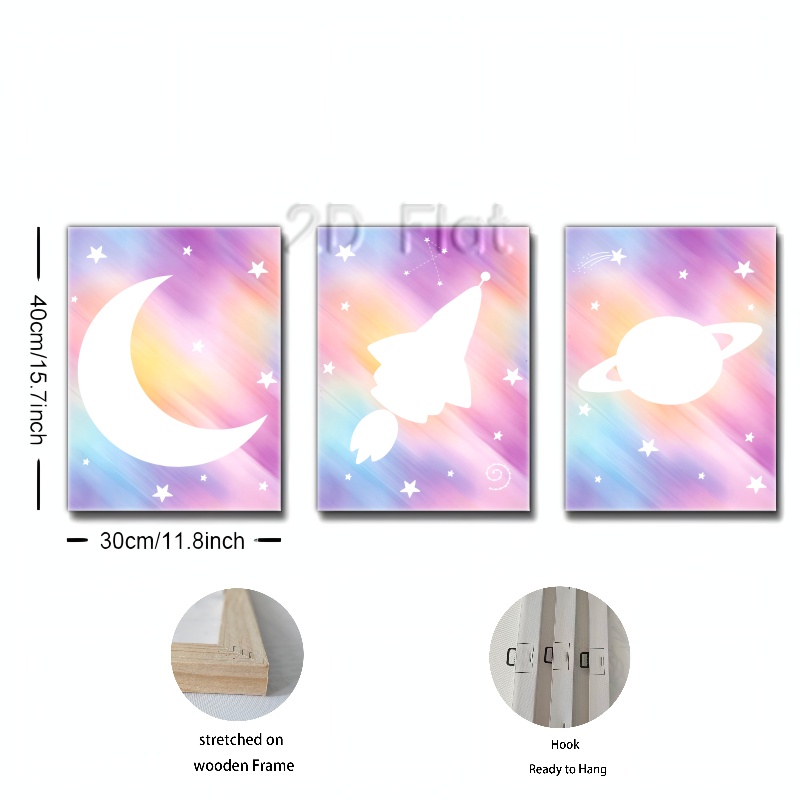 2D Flat
40cm/15.7inch
30cm/11.8inch
stretched on
wooden Frame
Hook
Ready to Hang